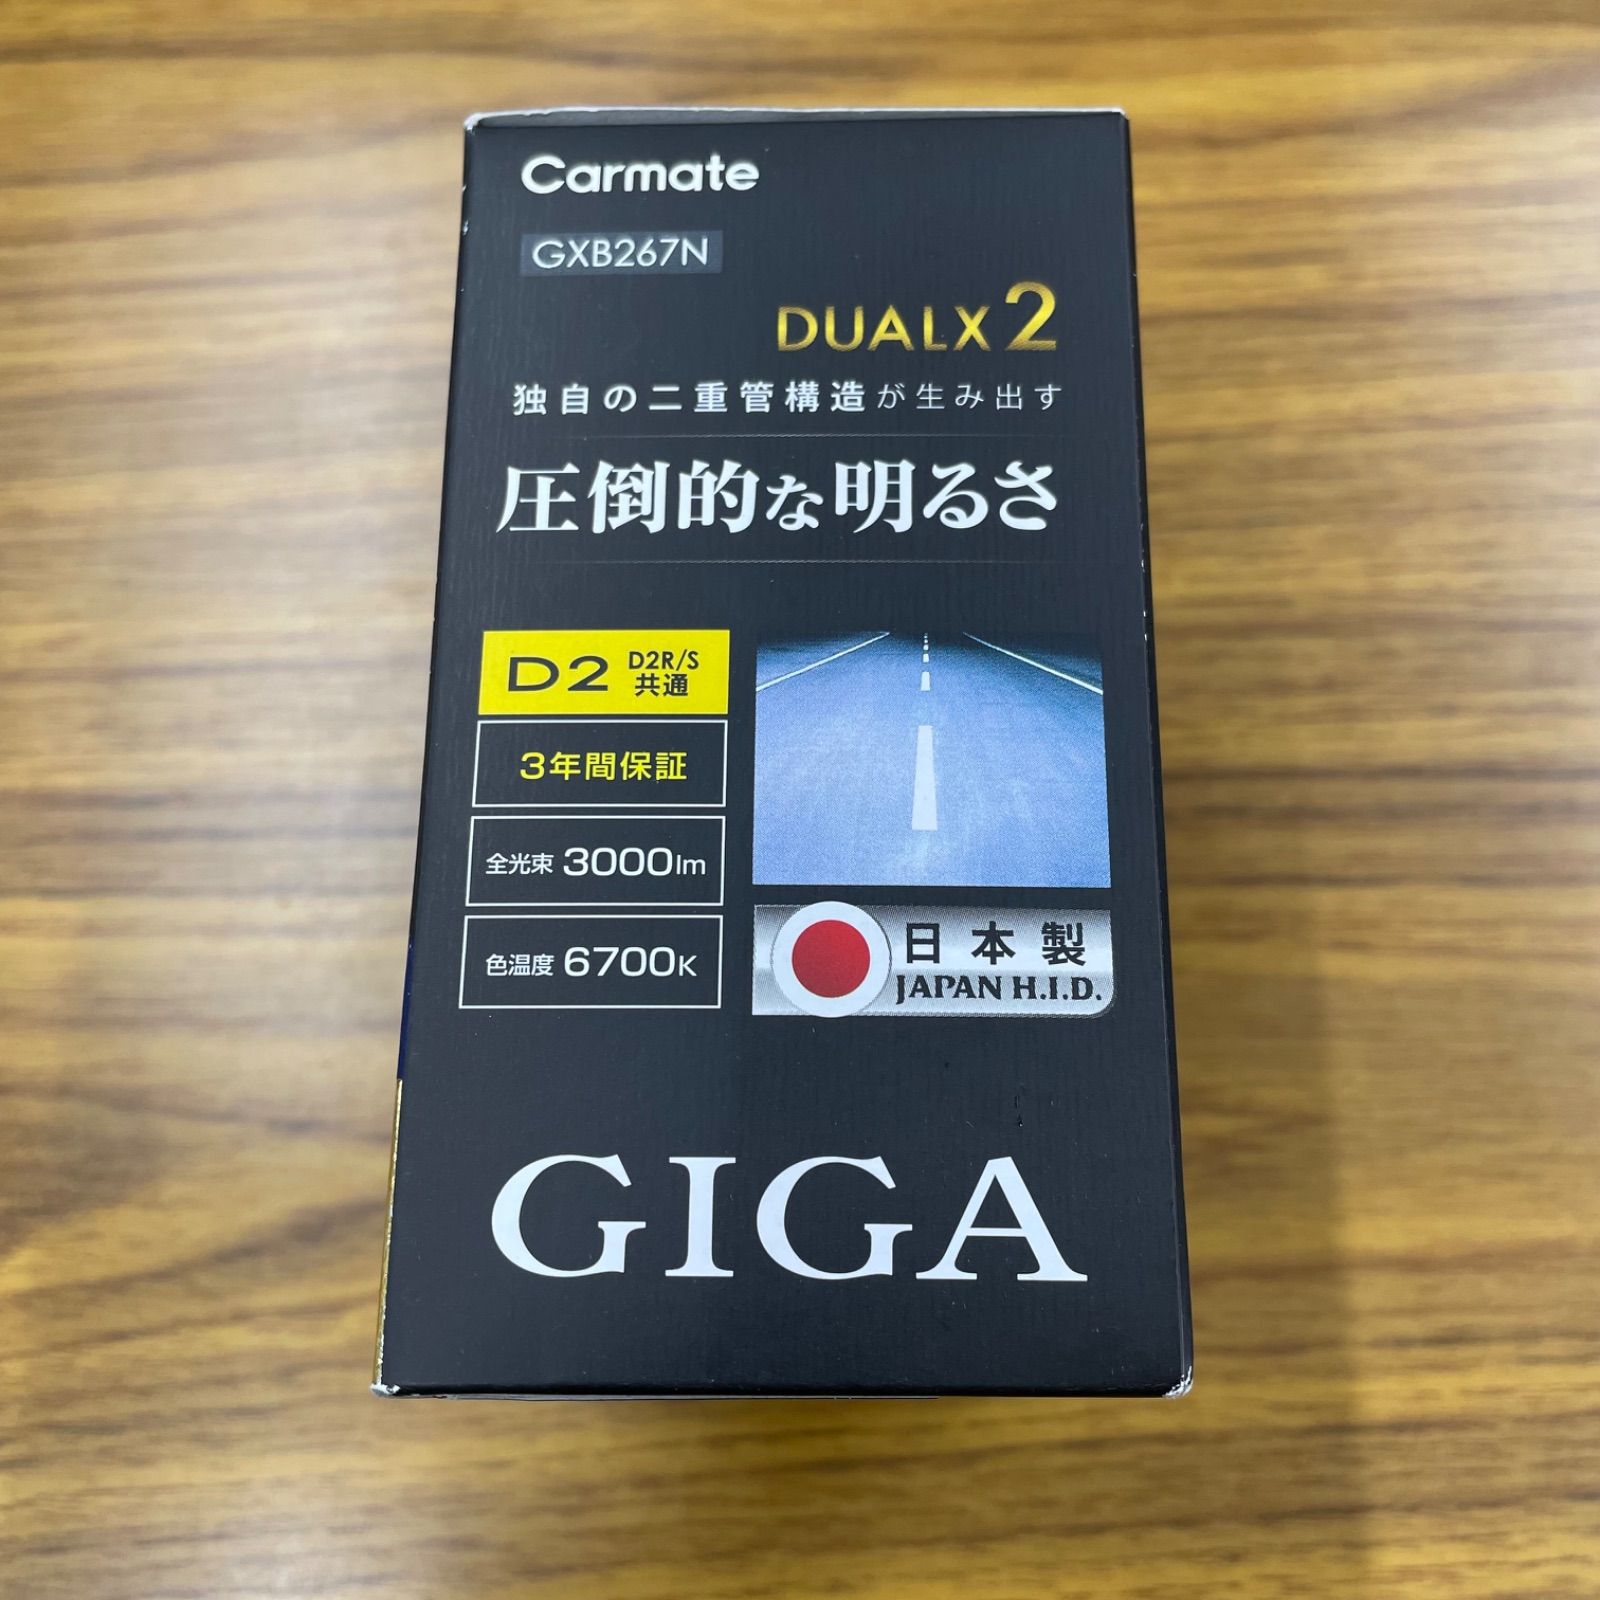 Carmate
GXB267N
DUALX2
独自の二重管構造が生み出す
圧倒的な明るさ
D2 D2R/S共通
3年間保証
全光束 3000lm
色温度 6700K
日本製
JAPAN H.I.D.
GIGA